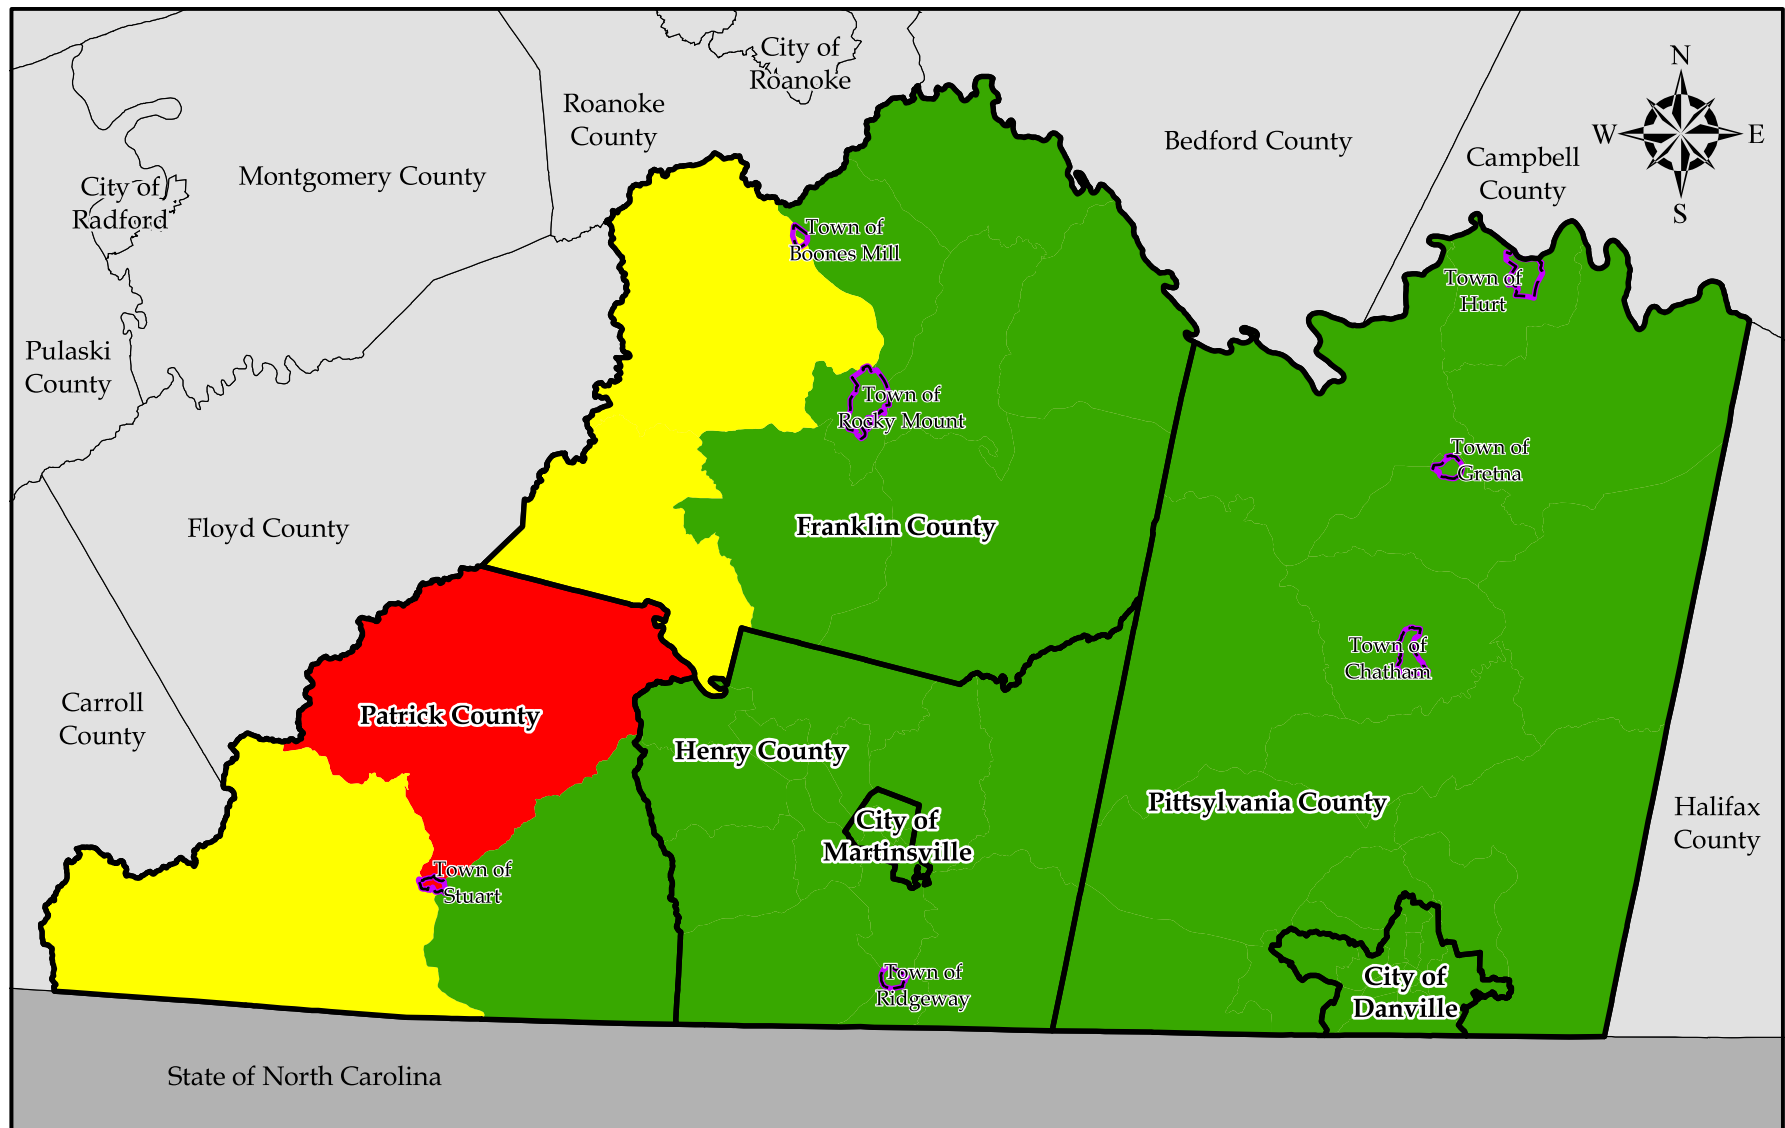 City of
Roanoke
N
W
E
S
Roanoke
County
Bedford County
Campbell
County
Montgomery County
City of
Radford
Town of
Boones Mill
Town of
Hurt
Pulaski
County
Town of
Rocky Mount
Town of
Gretna
Floyd County
Franklin County
Town of
Chatham
Carroll
County
Patrick County
Henry County
Pittsylvania County
Halifax
County
City of
Martinsville
Town of
Stuart
Town of
Ridgeway
City of
Danville
State of North Carolina